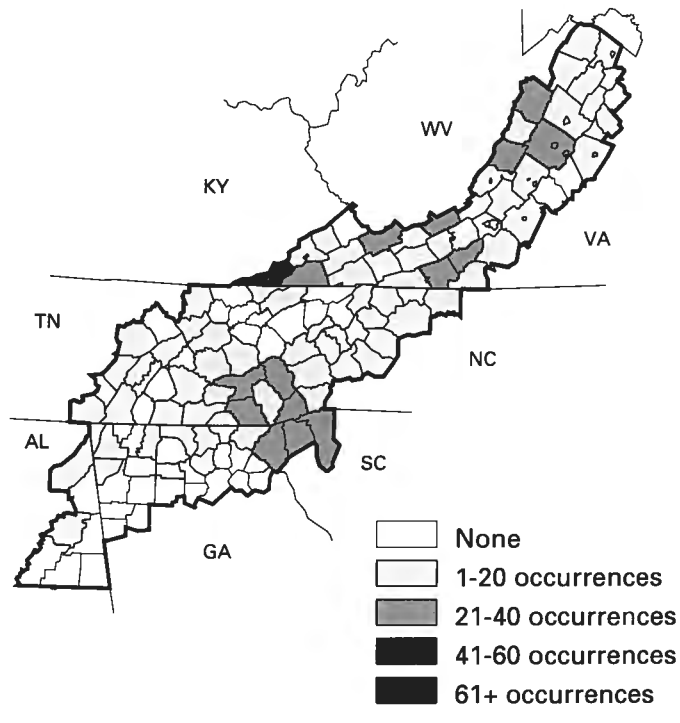 WV
KY
VA
TN
NC
AL
SC
GA
None
1-20 occurrences
21-40 occurrences
41-60 occurrences
61+ occurrences